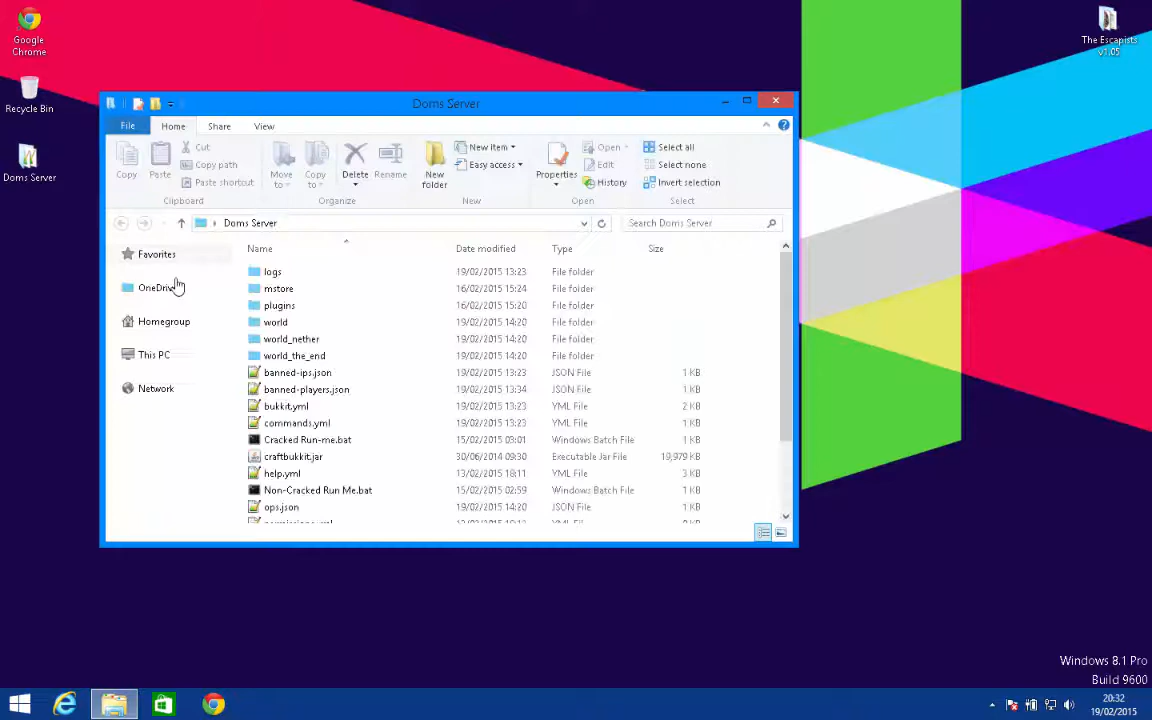 Google
Chrome
Recycle Bin
Doms Server
The Escapists
v1.05
Doms Server
File
Home
Share
View
Copy
Paste
Cut
Copy path
Paste shortcut
Move
to
Copy
to
Delete
Rename
New
folder
New item
Easy access
Properties
Open
Edit
History
Select all
Select none
Invert selection
Clipboard
Organize
New
Open
Select
Doms Server
Search Doms Server
Favorites
Homegroup
This PC
Network
Name Date modified Type Size
logs 19/02/2015 13:23 File folder
mstore 16/02/2015 15:24 File folder
plugins 16/02/2015 15:20 File folder
world 19/02/2015 14:20 File folder
world_nether 19/02/2015 14:20 File folder
world_the_end 19/02/2015 14:20 File folder
banned-ips.json 19/02/2015 13:23 JSON File 1 KB
banned-players.json 19/02/2015 13:34 JSON File 1 KB
bukkit.yml 19/02/2015 13:23 YML File 2 KB
commands.yml 19/02/2015 13:23 YML File 1 KB
Cracked Run-me.bat 15/02/2015 03:01 Windows Batch File 1 KB
craftbukkit.jar 30/06/2014 09:30 Executable Jar File 19,979 KB
help.yml 13/02/2015 18:11 YML File 3 KB
Non-Cracked Run Me.bat 15/02/2015 02:59 Windows Batch File 1 KB
ops.json 19/02/2015 14:20 JSON File 1 KB
Windows 8.1 Pro
Build 9600
20:32
19/02/2015